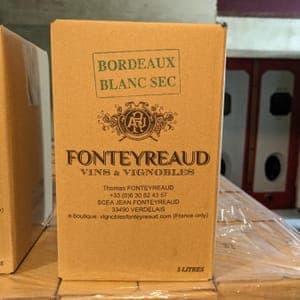 BORDEAUX
BLANC SEC
FONTEYREAUD
VINS & VIGNOBLES
Thomas FONTEYREAUD
+33 (0)6 30 82 43 57
SCEA JEAN FONTEYREAUD
33490 VERDELAIS
e-boutique: vignoblesfonteyreaud.com (France only)
5 LITRES